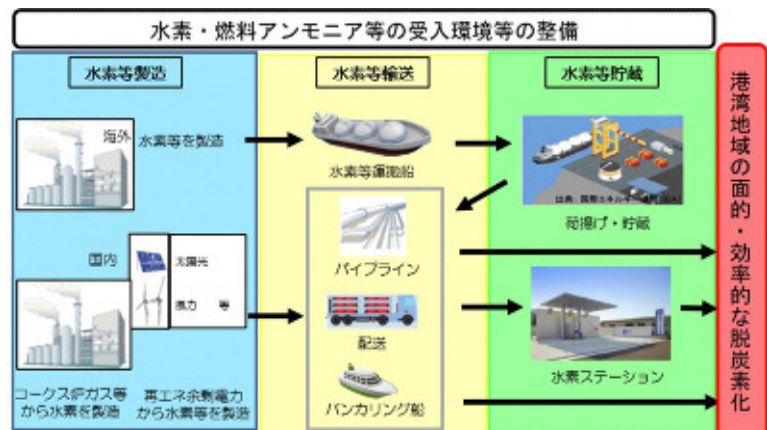 水素・燃料アンモニア等の受入環境等の整備
水素等製造
海外
水素等を製造
国内
太陽光
風力 等
コークス炉ガス等
から水素を製造
再エネ余剰電力
から水素等を製造
水素等輸送
水素等運搬船
パイプライン
配送
バンカリング船
水素等貯蔵
荷揚げ・貯蔵
水素ステーション
港湾地域の面的・効率的な脱炭素化